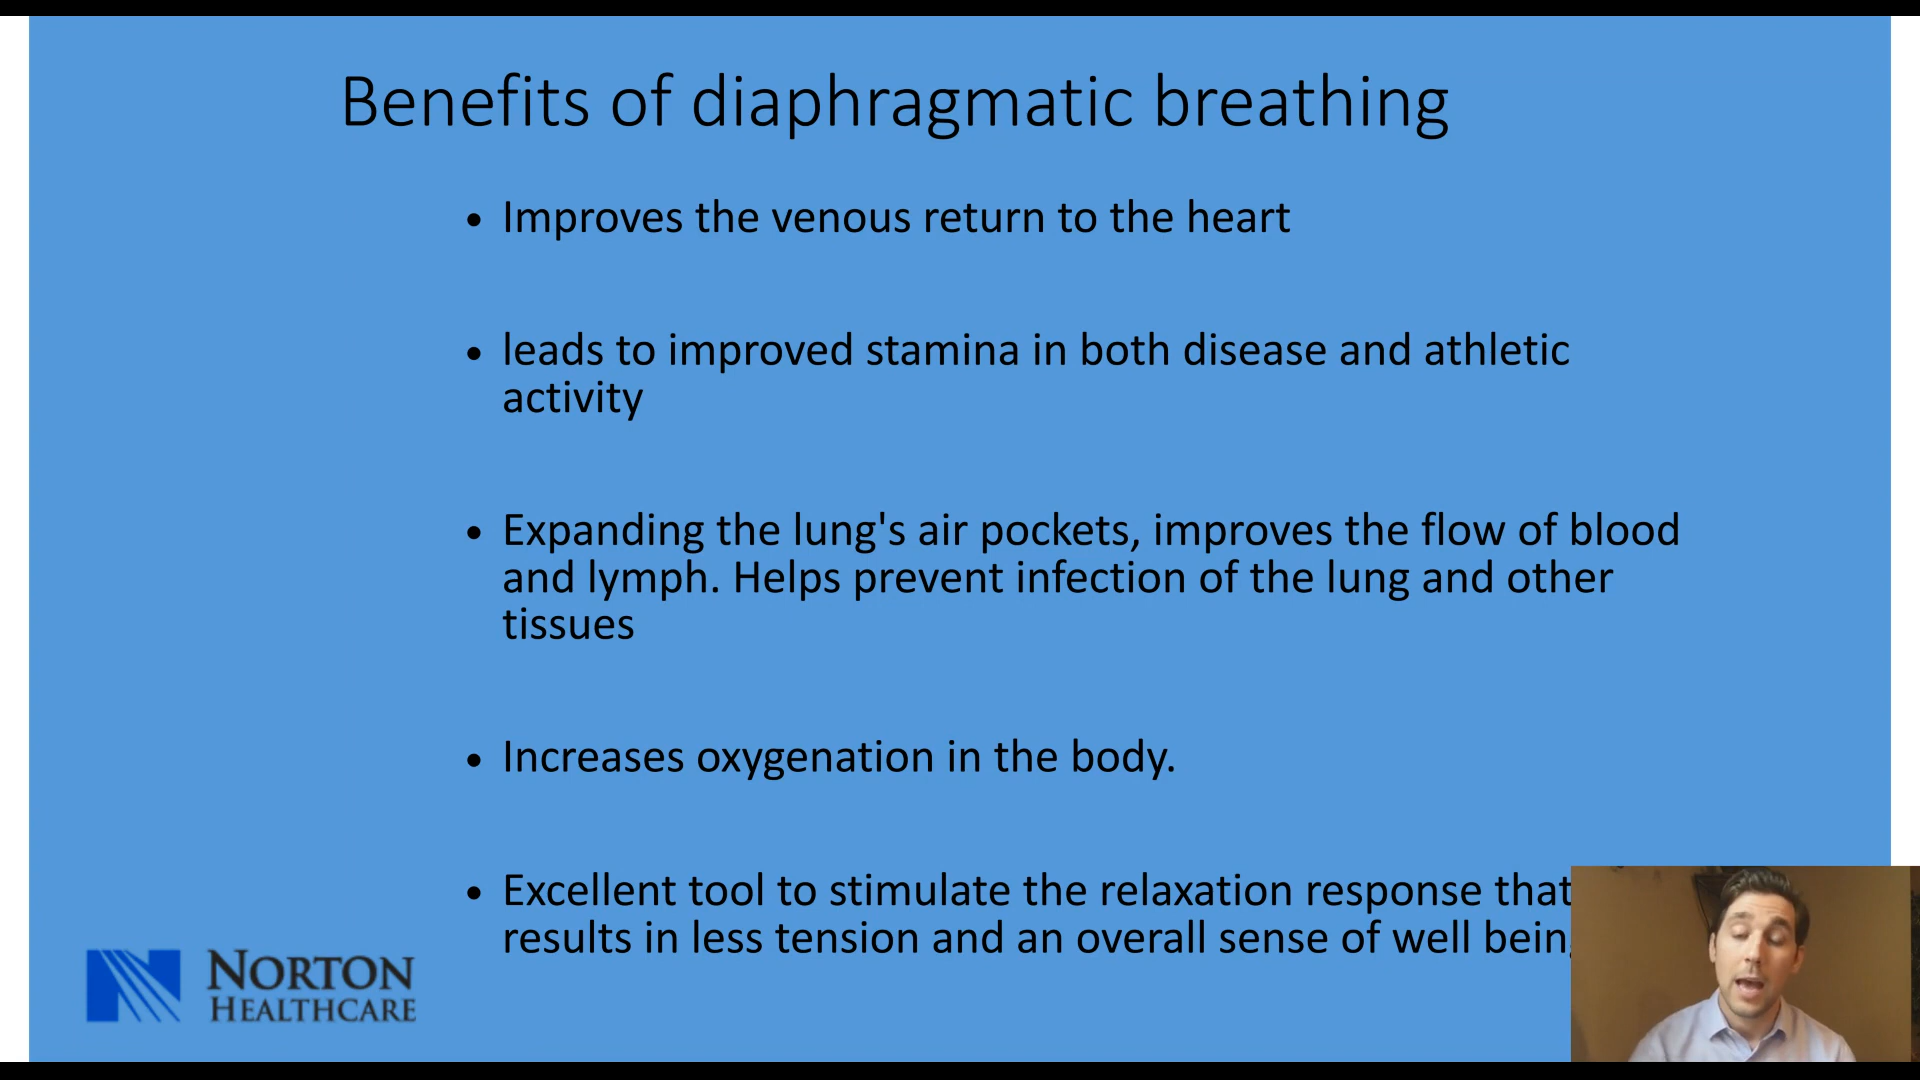 Benefits of diaphragmatic breathing
• Improves the venous return to the heart
• leads to improved stamina in both disease and athletic
activity
• Expanding the lung's air pockets, improves the flow of blood
and lymph. Helps prevent infection of the lung and other
tissues
• Increases oxygenation in the body.
• Excellent tool to stimulate the relaxation response that
results in less tension and an overall sense of well
NORTON
HEALTHCARE